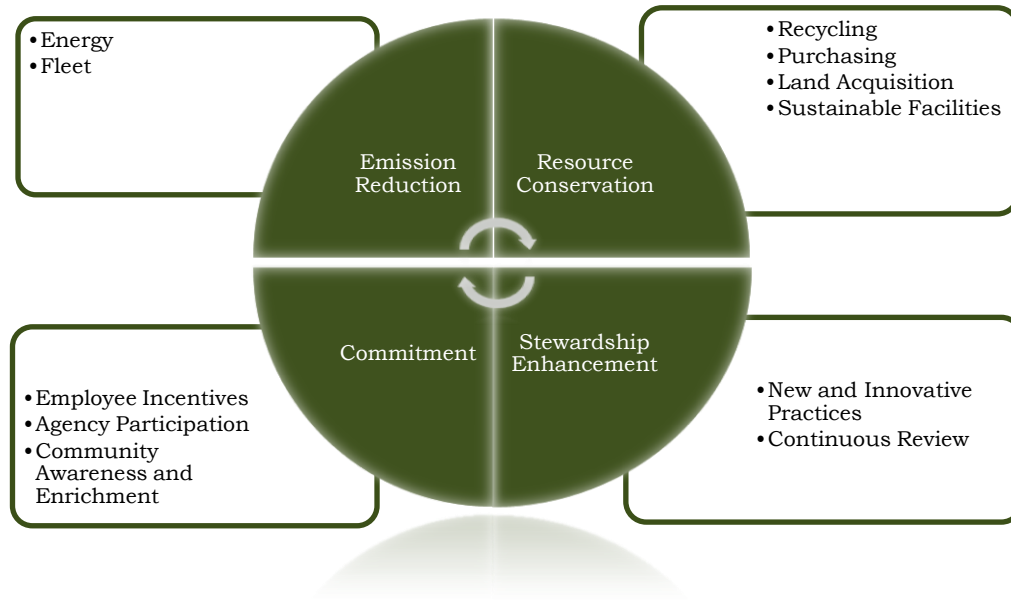 • Energy
• Fleet
• Recycling
• Purchasing
• Land Acquisition
• Sustainable Facilities
Emission
Reduction
Resource
Conservation
Commitment
Stewardship
Enhancement
• Employee Incentives
• Agency Participation
• Community
Awareness and
Enrichment
• New and Innovative
Practices
• Continuous Review